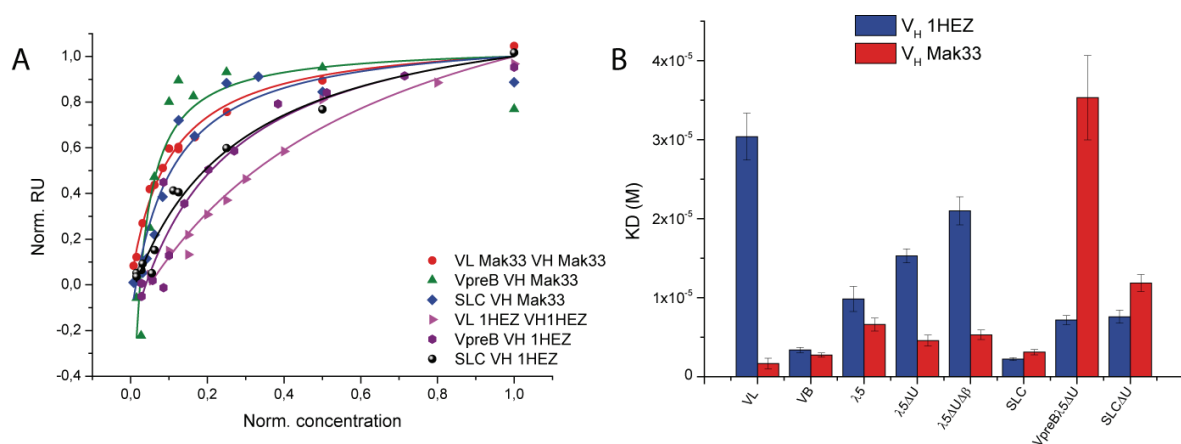 A
Norm. RU
1,0
0,8
0,6
0,4
0,2
0,0
-0,2
-0,4
0,0 0,2 0,4 0,6 0,8 1,0
Norm. concentration
VL Mak33 VH Mak33
VpreB VH Mak33
SLC VH Mak33
VL 1HEZ VH1HEZ
VpreB VH 1HEZ
SLC VH 1HEZ
B
V_H 1HEZ
V_H Mak33
KD (M)
4x10^-5
3x10^-5
2x10^-5
1x10^-5
0
VL VB λ5 λ5ΔU λ5ΔUΔβ SLC VpreBλ5ΔU SLCΔU